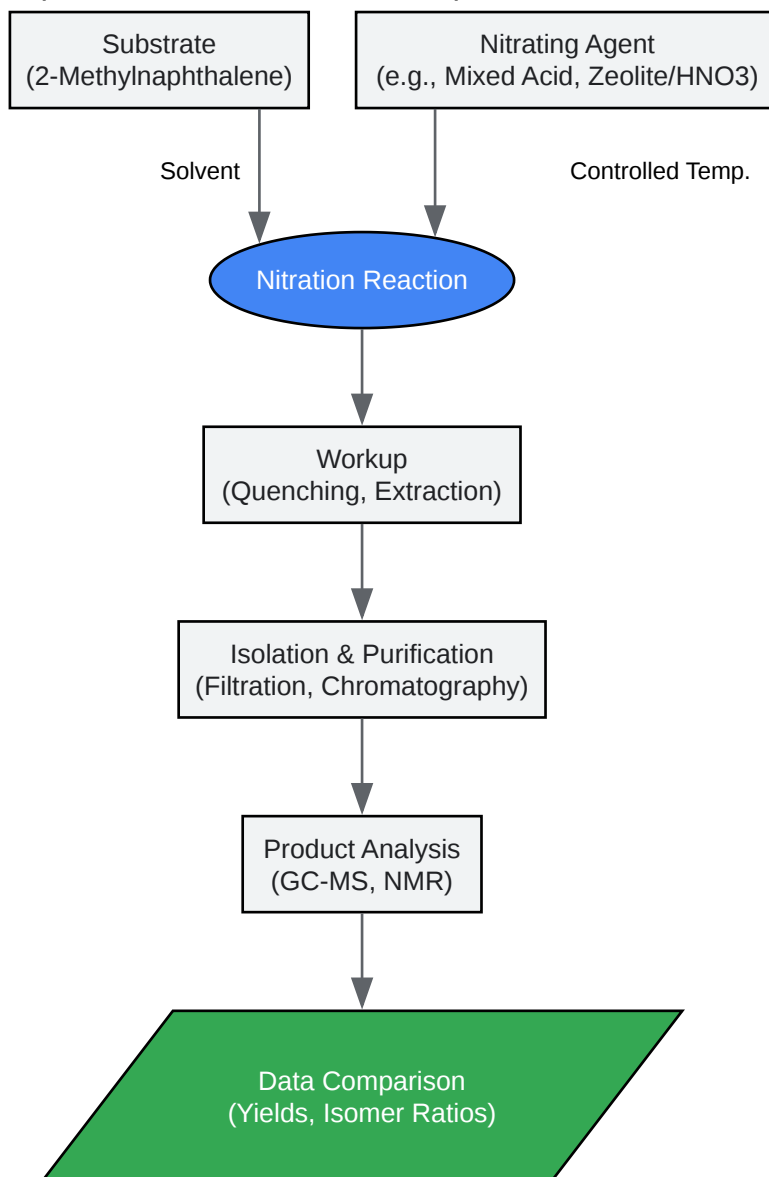 Substrate
(2-Methylnaphthalene)
Nitrating Agent
(e.g., Mixed Acid, Zeolite/HNO3)
Solvent
Controlled Temp.
Nitration Reaction
Workup
(Quenching, Extraction)
Isolation & Purification
(Filtration, Chromatography)
Product Analysis
(GC-MS, NMR)
Data Comparison
(Yields, Isomer Ratios)